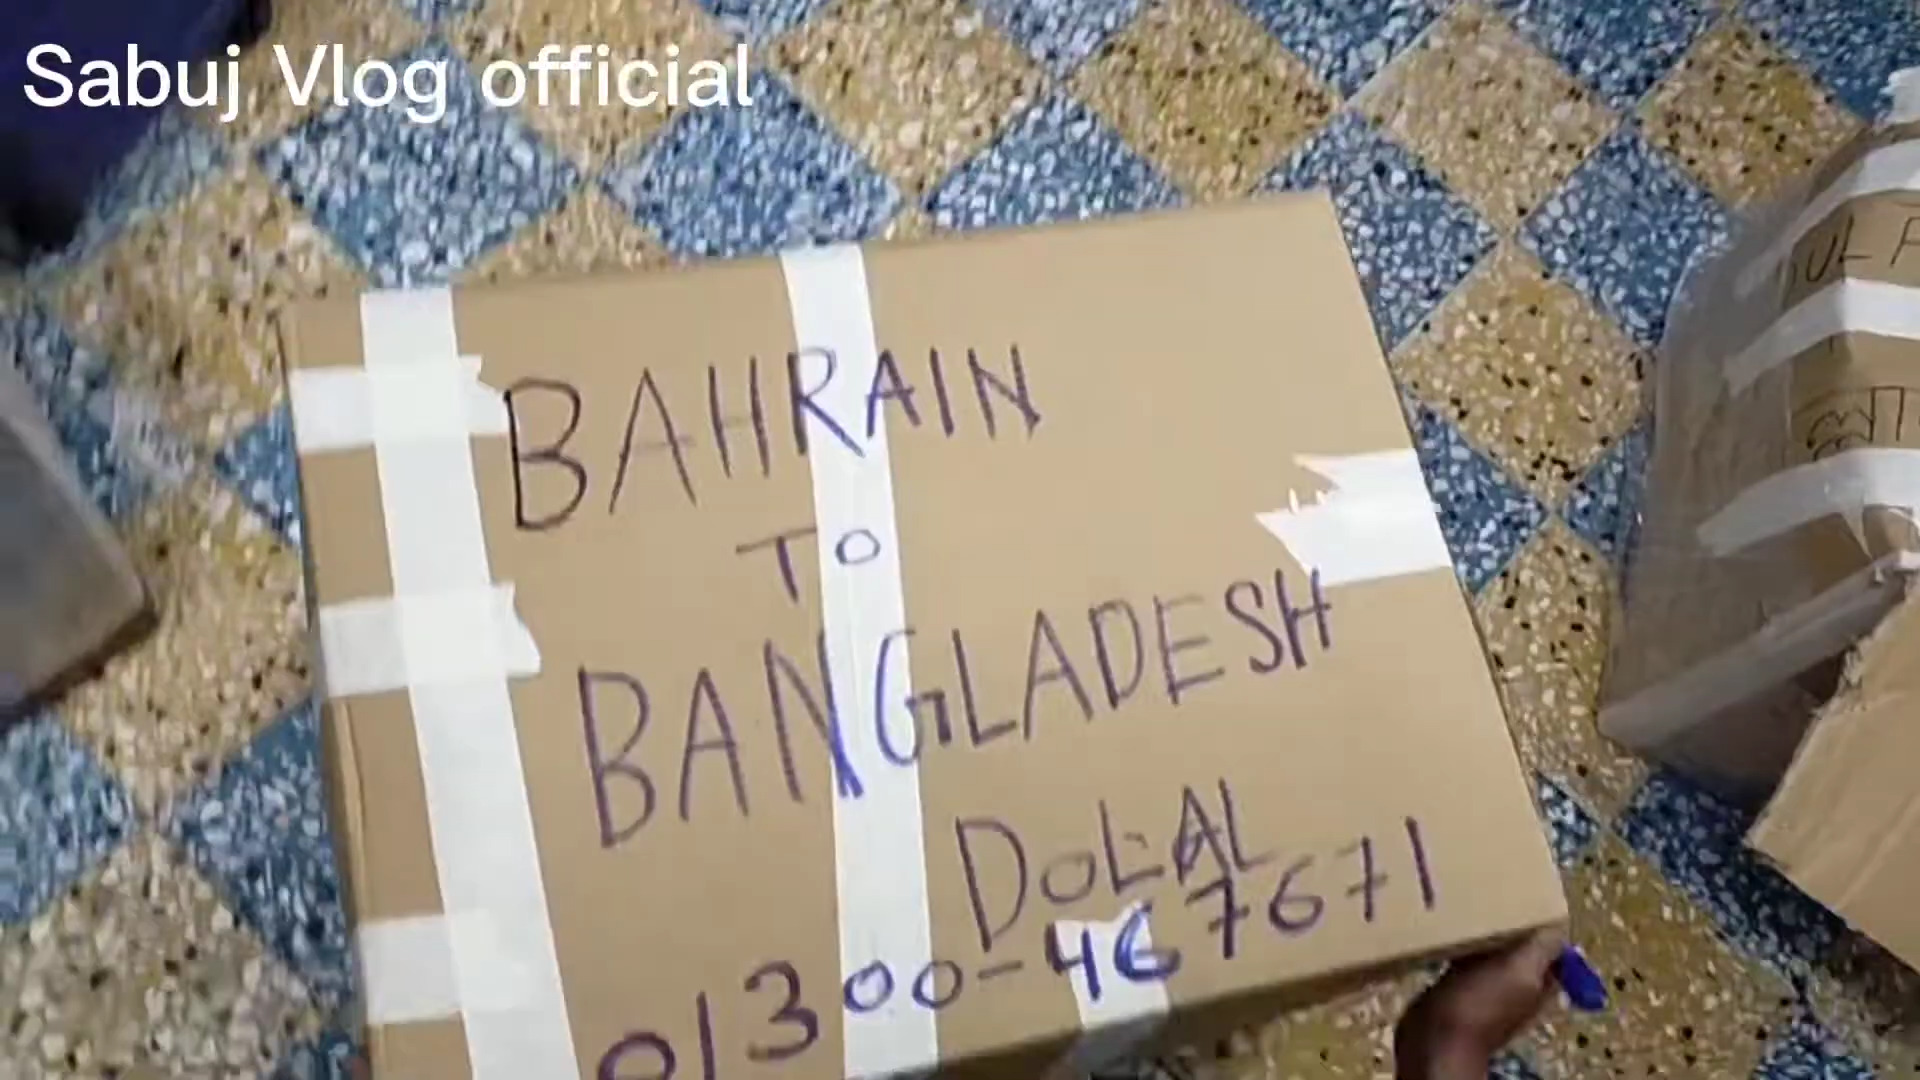 Sabuj Vlog official
BAHRAIN
TO
BANGLADESH
DOLAL
01300-467671